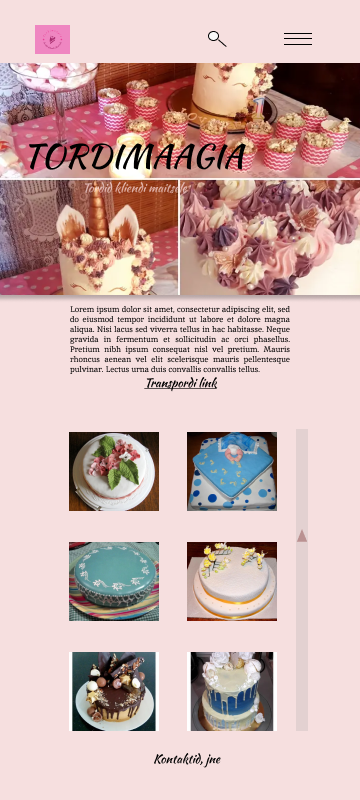 TORDIMAAGIA
Tordid kliendi maitsele
Lorem ipsum dolor sit amet, consectetur adipiscing elit, sed
do eiusmod tempor incididunt ut labore et dolore magna
aliqua. Nisi lacus sed viverra tellus in hac habitasse. Neque
gravida in fermentum et sollicitudin ac orci phasellus.
Pretium nibh ipsum consequat nisl vel pretium. Mauris
rhoncus aenean vel elit scelerisque mauris pellentesque
pulvinar. Lectus urna duis convallis convallis tellus.
Transpordi link
Kontaktid, jne